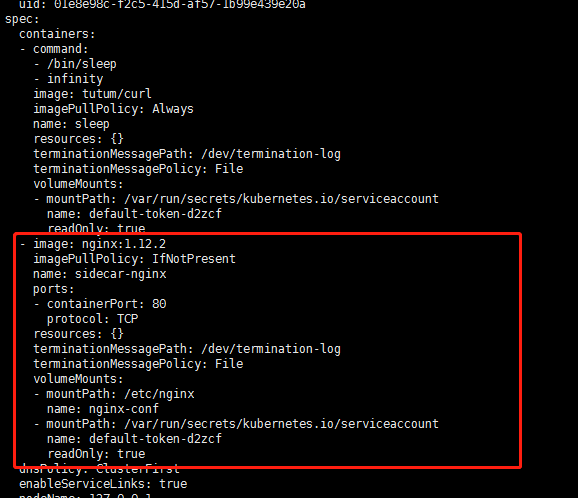 uid: 01e8e98c-f2c5-415d-af57-1b99e439e20a
spec:
  containers:
  - command:
    - /bin/sleep
    - infinity
    image: tutum/curl
    imagePullPolicy: Always
    name: sleep
    resources: {}
    terminationMessagePath: /dev/termination-log
    terminationMessagePolicy: File
    volumeMounts:
    - mountPath: /var/run/secrets/kubernetes.io/serviceaccount
      name: default-token-d2zcf
      readOnly: true
  - image: nginx:1.12.2
    imagePullPolicy: IfNotPresent
    name: sidecar-nginx
    ports:
    - containerPort: 80
      protocol: TCP
    resources: {}
    terminationMessagePath: /dev/termination-log
    terminationMessagePolicy: File
    volumeMounts:
    - mountPath: /etc/nginx
      name: nginx-conf
    - mountPath: /var/run/secrets/kubernetes.io/serviceaccount
      name: default-token-d2zcf
      readOnly: true
  dnsPolicy: ClusterFirst
  enableServiceLinks: true
  nodeName: 127.0.0.1